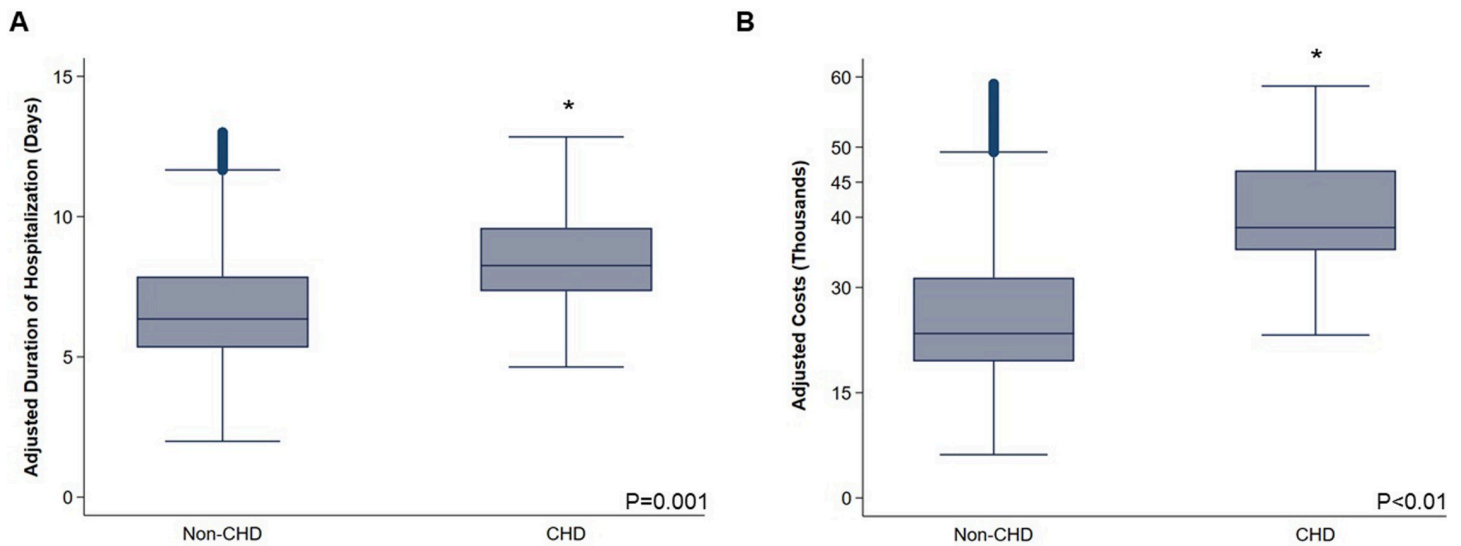 A
Adjusted Duration of Hospitalization (Days)
15
10
5
0
*
P=0.001
Non-CHD
CHD
B
Adjusted Costs (Thousands)
60
50
45
40
30
15
0
*
P<0.01
Non-CHD
CHD